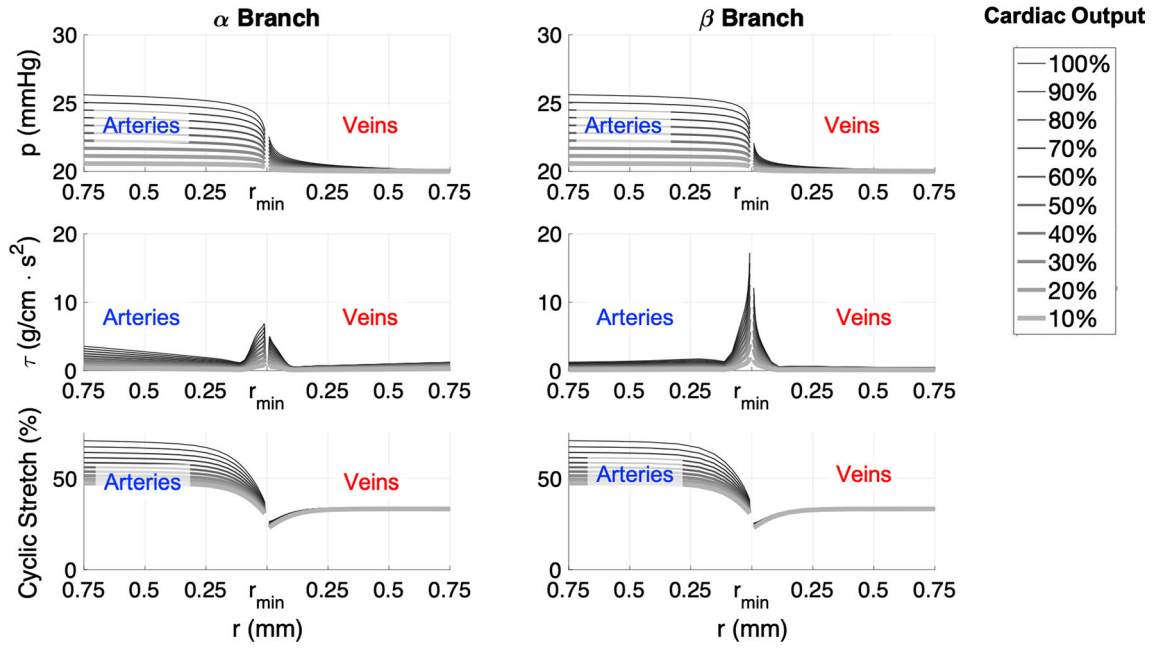 α Branch
β Branch
Cardiac Output
p (mmHg)
30
25
20
Arteries
Veins
0.75 0.5 0.25 r_min 0.25 0.5 0.75
30
25
20
Arteries
Veins
0.75 0.5 0.25 r_min 0.25 0.5 0.75
100%
90%
80%
70%
60%
50%
40%
30%
20%
10%
τ (g/cm · s²)
20
10
0
Arteries
Veins
0.75 0.5 0.25 r_min 0.25 0.5 0.75
20
10
0
Arteries
Veins
0.75 0.5 0.25 r_min 0.25 0.5 0.75
Cyclic Stretch (%)
50
0
Arteries
Veins
0.75 0.5 0.25 r_min 0.25 0.5 0.75
r (mm)
50
0
Arteries
Veins
0.75 0.5 0.25 r_min 0.25 0.5 0.75
r (mm)